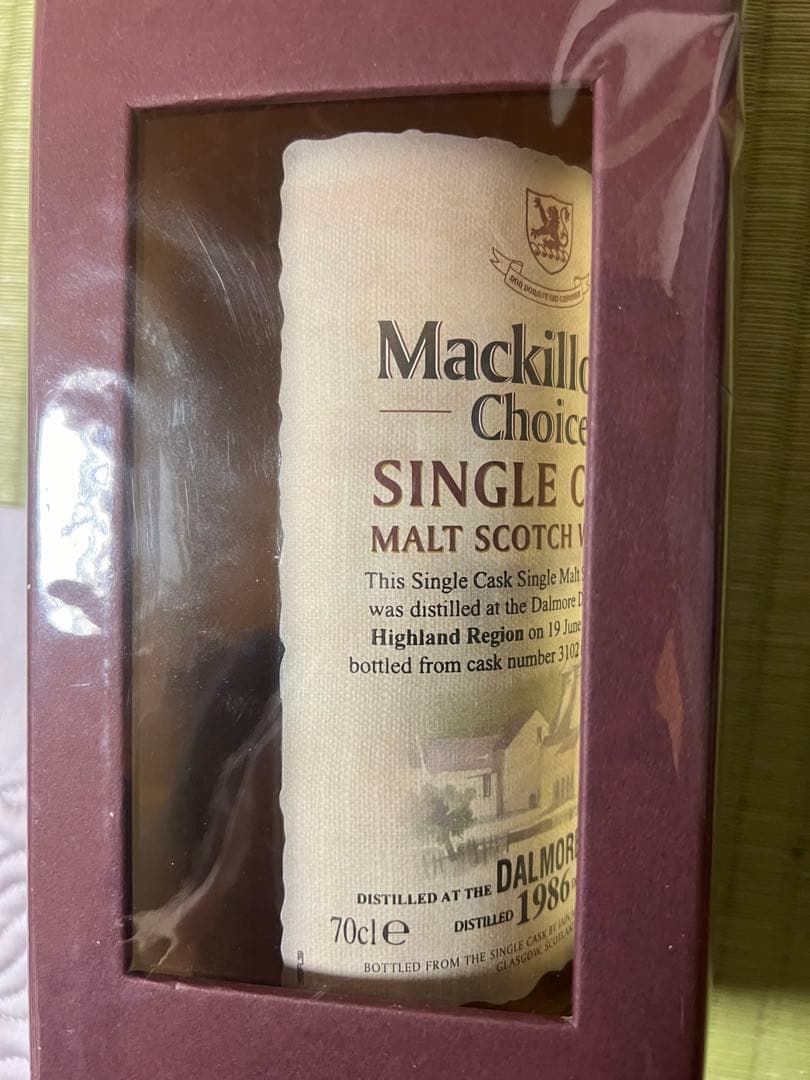 Mackillo
Choice
SINGLE C
MALT SCOTCH W
This Single Cask Single Malt S
was distilled at the Dalmore D
Highland Region on 19 June
bottled from cask number 3102
DISTILLED AT THE DALMORE
DISTILLED 1986
70cl e
BOTTLED FROM THE SINGLE CASK BY IAIN
GLASGOW, SCOTLAN